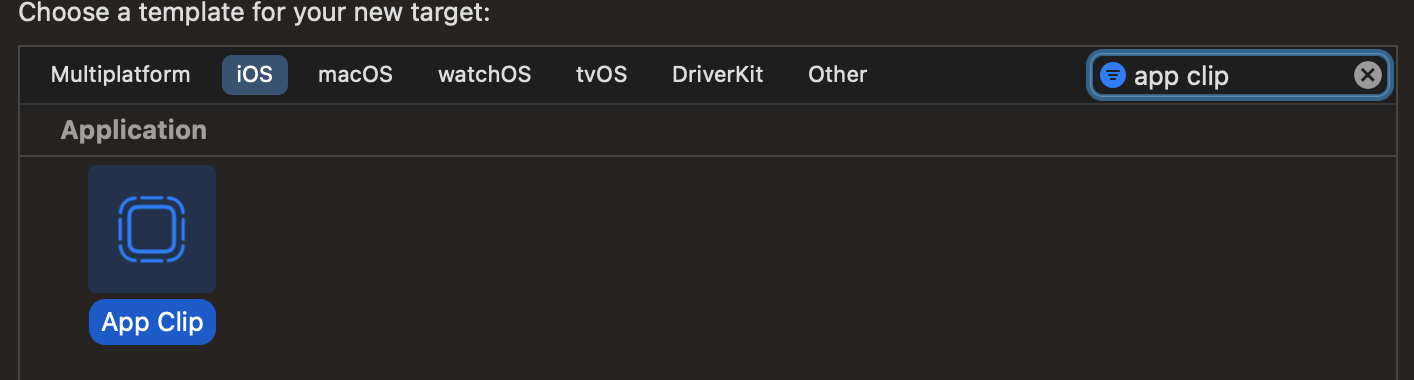 Choose a template for your new target:
Multiplatform iOS macOS watchOS tvOS DriverKit Other app clip
Application
App Clip